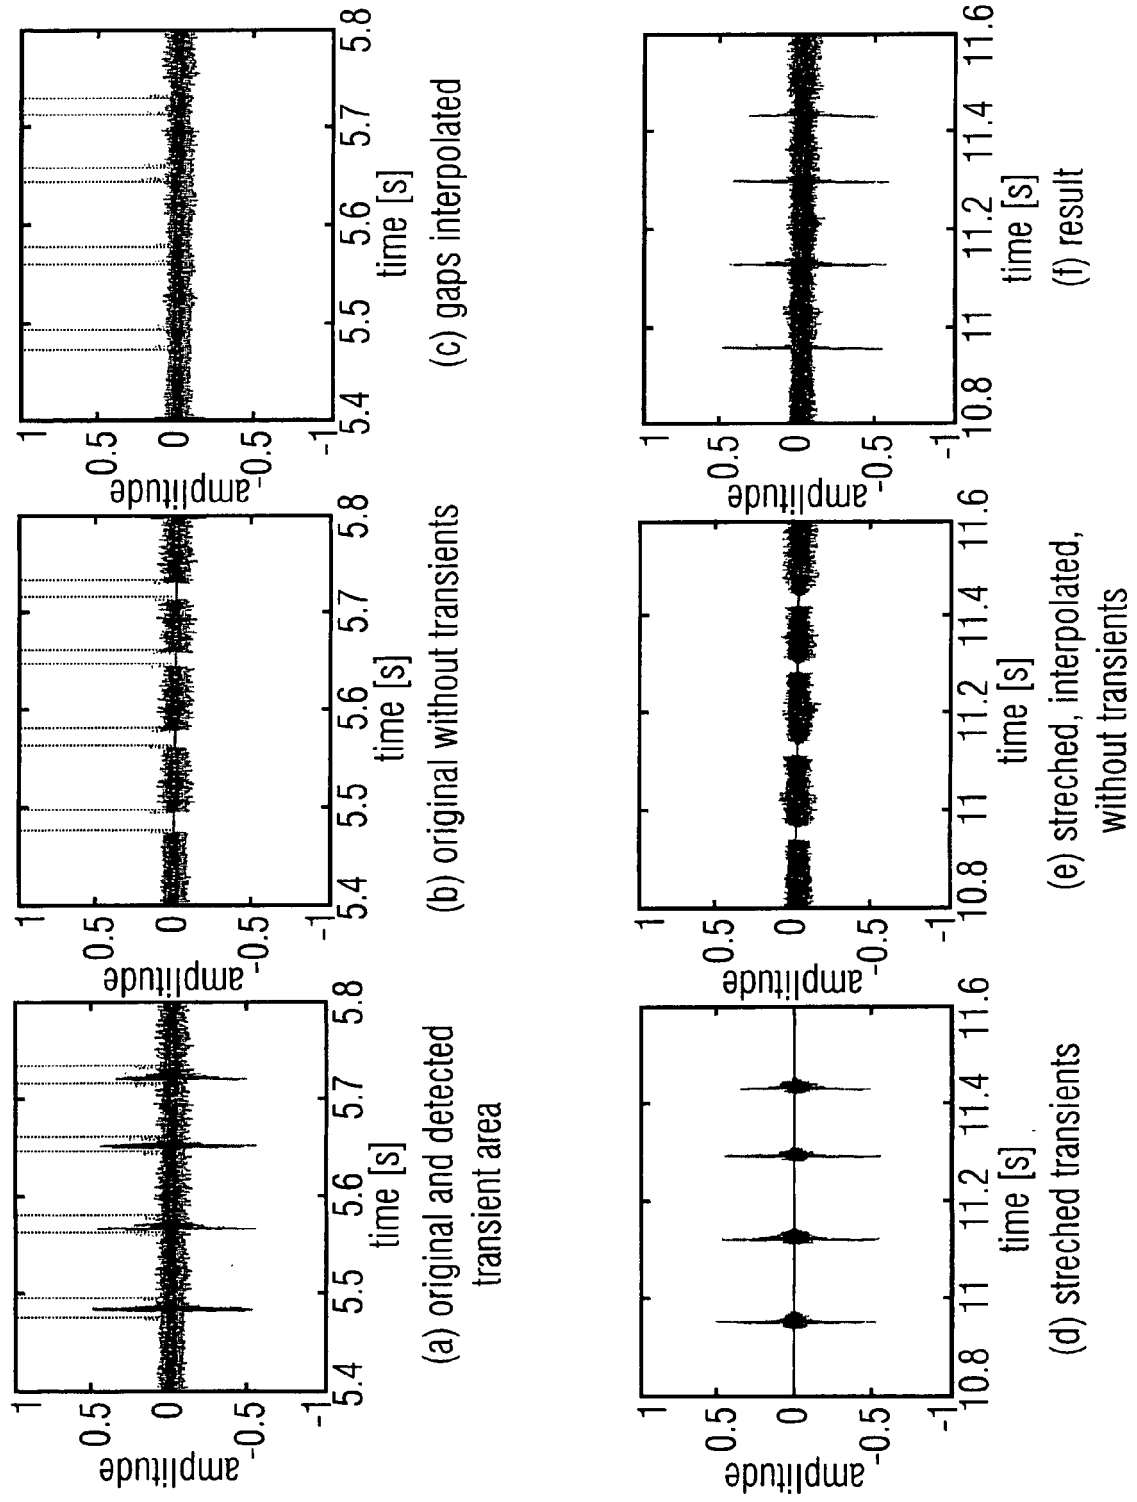 amplitude
1
0.5
0
-0.5
-1
5.4 5.5 5.6 5.7 5.8
time [s]
(a) original and detected
transient area
amplitude
1
0.5
0
-0.5
-1
5.4 5.5 5.6 5.7 5.8
time [s]
(b) original without transients
amplitude
1
0.5
0
-0.5
-1
5.4 5.5 5.6 5.7 5.8
time [s]
(c) gaps interpolated
amplitude
1
0.5
0
-0.5
-1
10.8 11 11.2 11.4 11.6
time [s]
(d) streched transients
amplitude
1
0.5
0
-0.5
-1
10.8 11 11.2 11.4 11.6
time [s]
(e) streched, interpolated,
without transients
amplitude
1
0.5
0
-0.5
-1
10.8 11 11.2 11.4 11.6
time [s]
(f) result